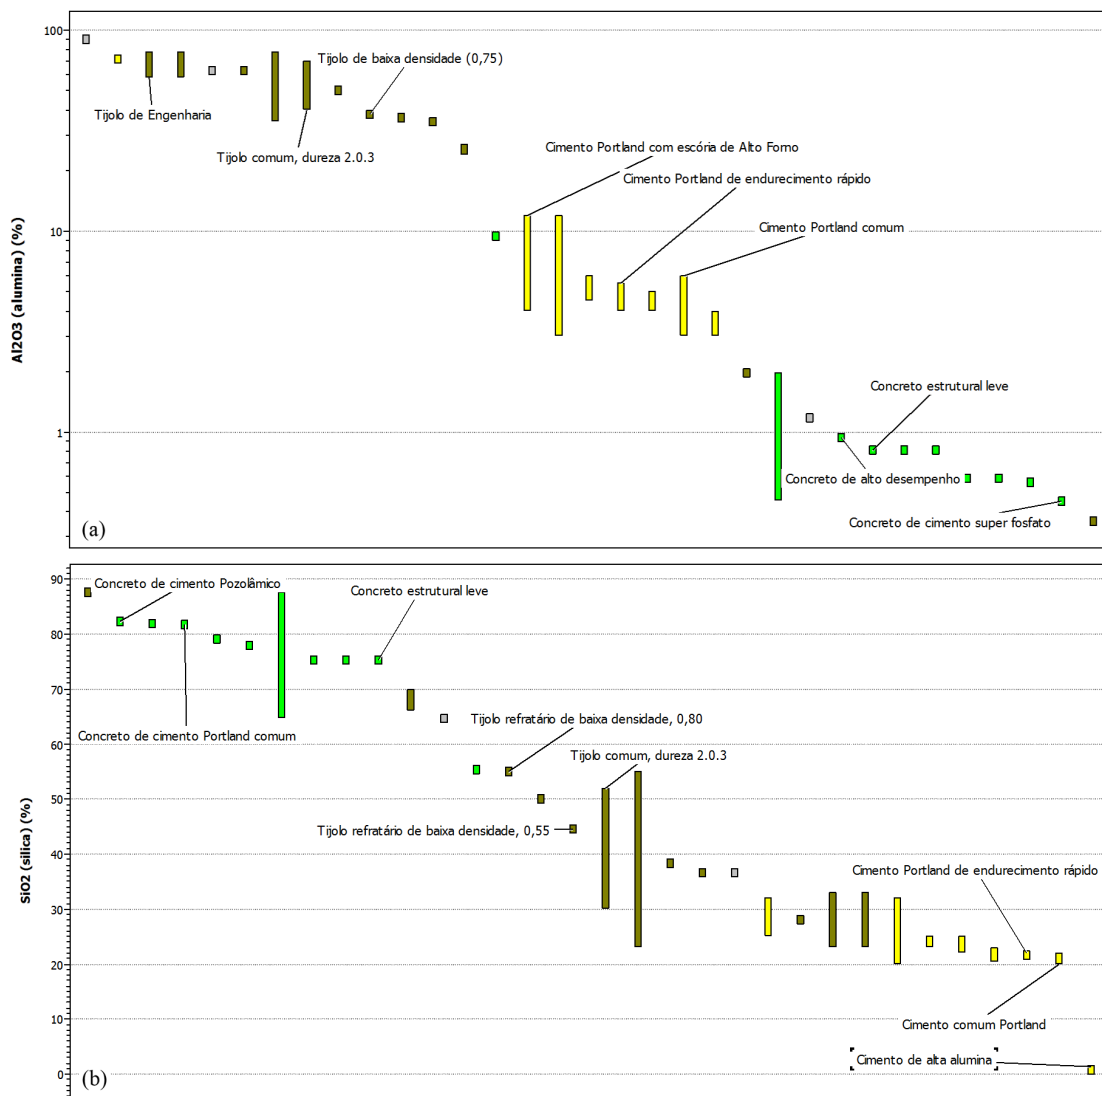 100
Tijolo de baixa densidade (0,75)
Tijolo de Engenharia
Tijolo comum, dureza 2.0.3
Cimento Portland com escória de Alto Forno
Cimento Portland de endurecimento rápido
Cimento Portland comum
10
Al2O3 (alumina) (%)
Concreto estrutural leve
1
Concreto de alto desempenho
Concreto de cimento super fosfato
(a)
90
Concreto de cimento Pozolâmico
Concreto estrutural leve
80
70
Concreto de cimento Portland comum
Tijolo refratário de baixa densidade, 0,80
60
Tijolo comum, dureza 2.0.3
50
Tijolo refratário de baixa densidade, 0,55
SiO2 (silica) (%)
40
Cimento Portland de endurecimento rápido
30
20
10
Cimento comum Portland
Cimento de alta alumina
0
(b)